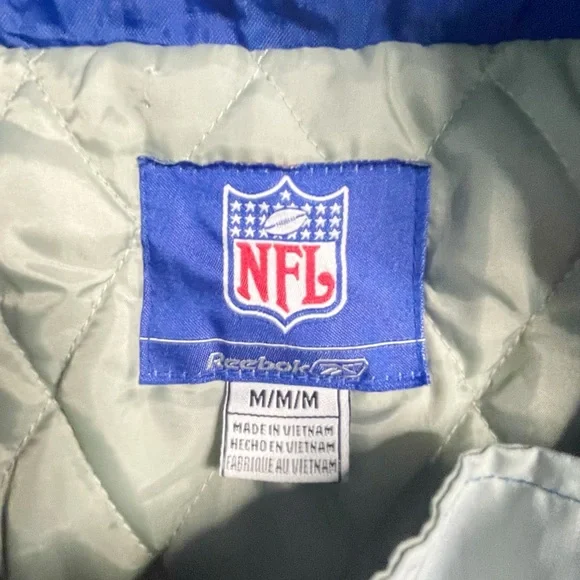 NFL
Reebok
M/M/M
MADE IN VIETNAM
HECHO EN VIETNAM
FABRIQUE AU VIETNAM